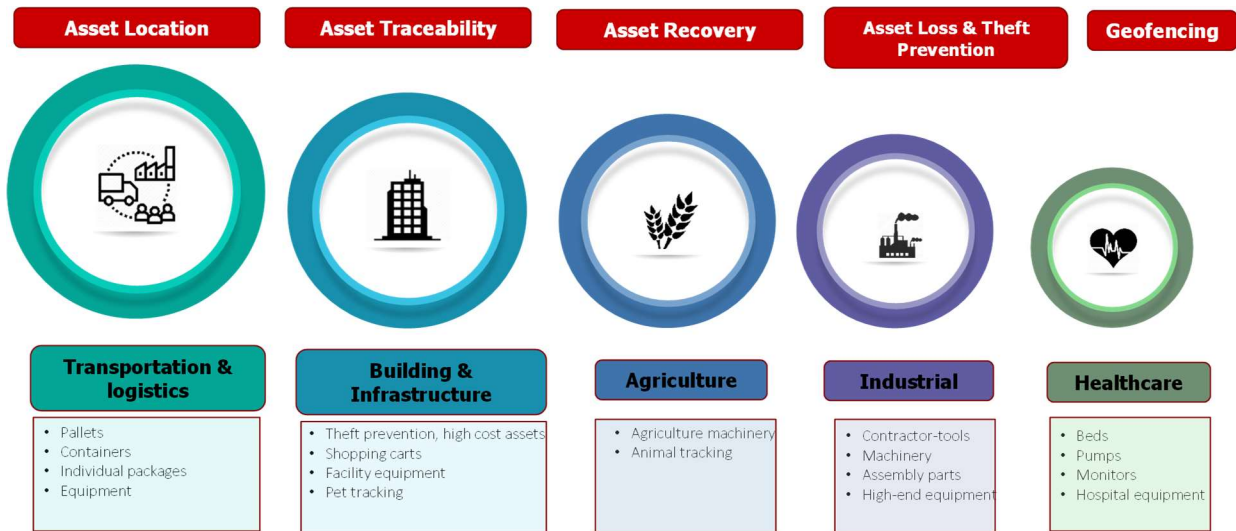 Asset Location
Asset Traceability
Asset Recovery
Asset Loss & Theft
Prevention
Geofencing
Transportation &
logistics
• Pallets
• Containers
• Individual packages
• Equipment
Building &
Infrastructure
• Theft prevention, high cost assets
• Shopping carts
• Facility equipment
• Pet tracking
Agriculture
• Agriculture machinery
• Animal tracking
Industrial
• Contractor-tools
• Machinery
• Assembly parts
• High-end equipment
Healthcare
• Beds
• Pumps
• Monitors
• Hospital equipment